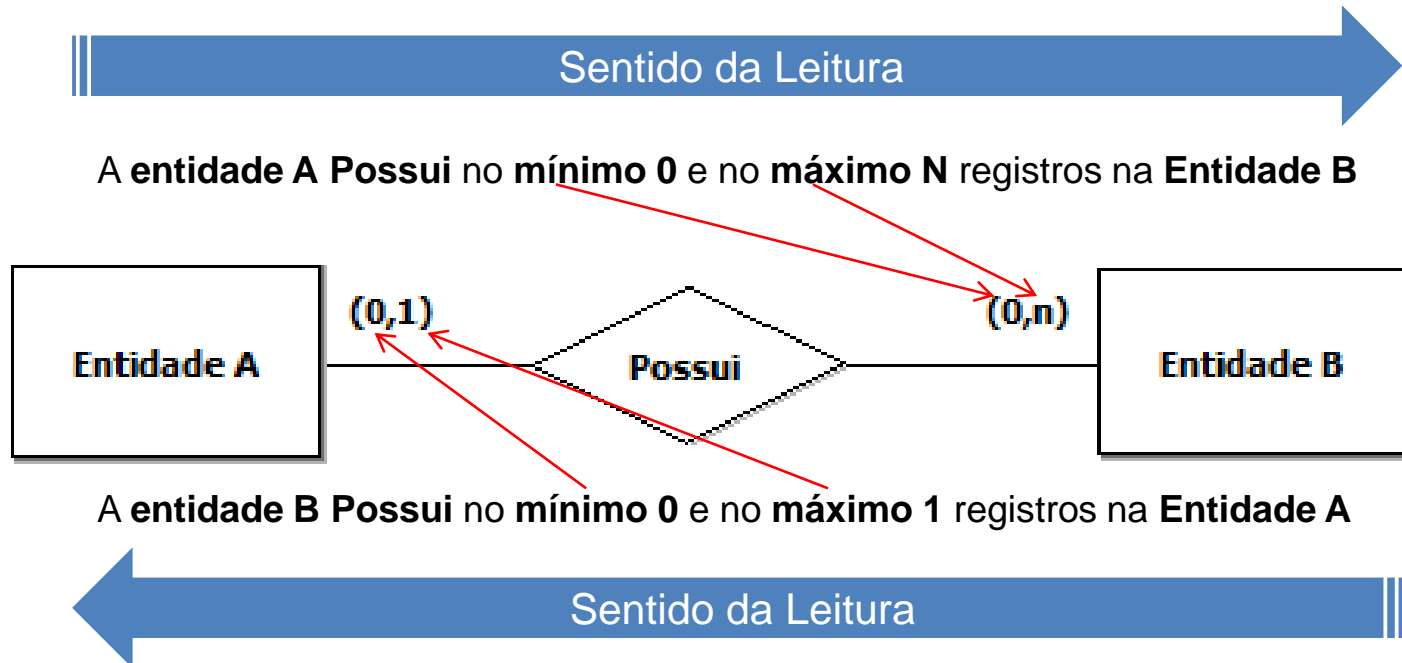 Sentido da Leitura
A entidade A Possui no mínimo 0 e no máximo N registros na Entidade B
(0,1)
(0,n)
Entidade A
Possui
Entidade B
A entidade B Possui no mínimo 0 e no máximo 1 registros na Entidade A
Sentido da Leitura